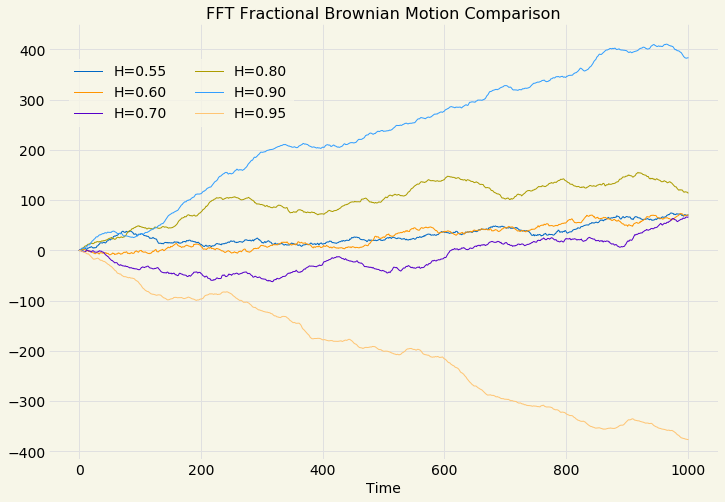 FFT Fractional Brownian Motion Comparison
400
300
200
100
0
−100
−200
−300
−400
H=0.55 H=0.80
H=0.60 H=0.90
H=0.70 H=0.95
0 200 400 600 800 1000
Time